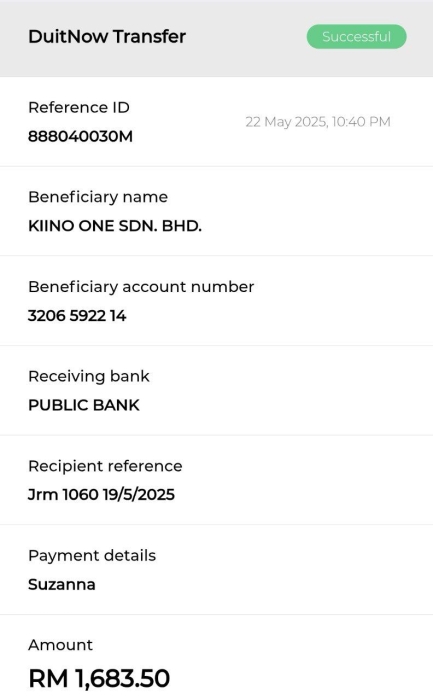 DuitNow Transfer
Successful
Reference ID
22 May 2025, 10:40 PM
888040030M
Beneficiary name
KIINO ONE SDN. BHD.
Beneficiary account number
3206 5922 14
Receiving bank
PUBLIC BANK
Recipient reference
Jrm 1060 19/5/2025
Payment details
Suzanna
Amount
RM 1,683.50